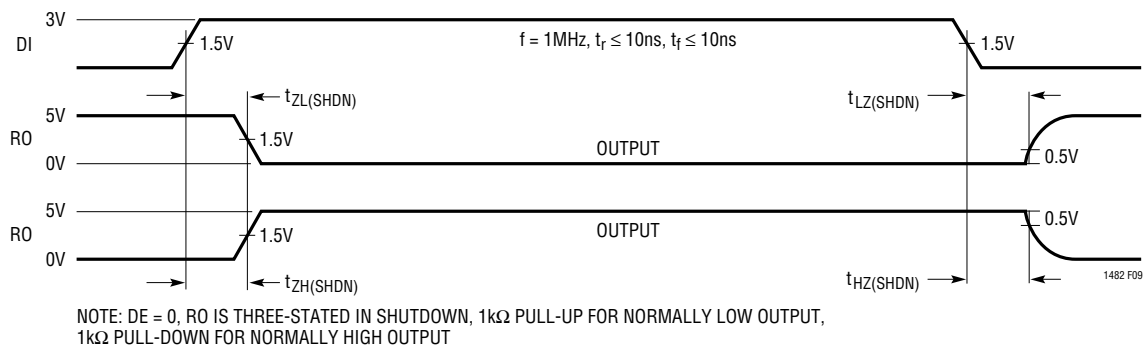 3V
DI
1.5V
f = 1MHz, tr ≤ 10ns, tf ≤ 10ns
1.5V
tZL(SHDN)
tLZ(SHDN)
5V
RO
1.5V
OUTPUT
0V
0.5V
5V
RO
1.5V
OUTPUT
0.5V
0V
tZH(SHDN)
tHZ(SHDN)
1482 F09
NOTE: DE = 0, RO IS THREE-STATED IN SHUTDOWN, 1kΩ PULL-UP FOR NORMALLY LOW OUTPUT,
1kΩ PULL-DOWN FOR NORMALLY HIGH OUTPUT